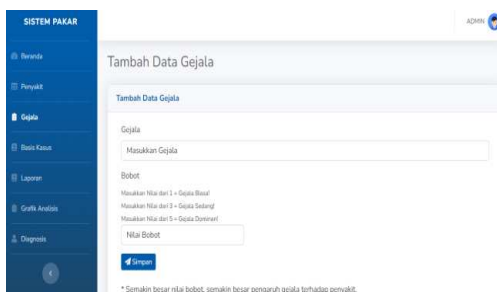 SISTEM PAKAR
ADMIN
Beranda
Tambah Data Gejala
Penyakit
Tambah Data Gejala
Gejala
Gejala
Masukkan Gejala
Basis Kasus
Bobot
Laporan
Masukkan Nilai dari 1 = Gejala Biasa!
Masukkan Nilai dari 3 = Gejala Sedang!
Grafik Analisis
Masukkan Nilai dari 5 = Gejala Dominan!
Nilai Bobot
Diagnosis
Simpan
* Semakin besar nilai bobot, semakin besar pengaruh gejala terhadap penyakit.